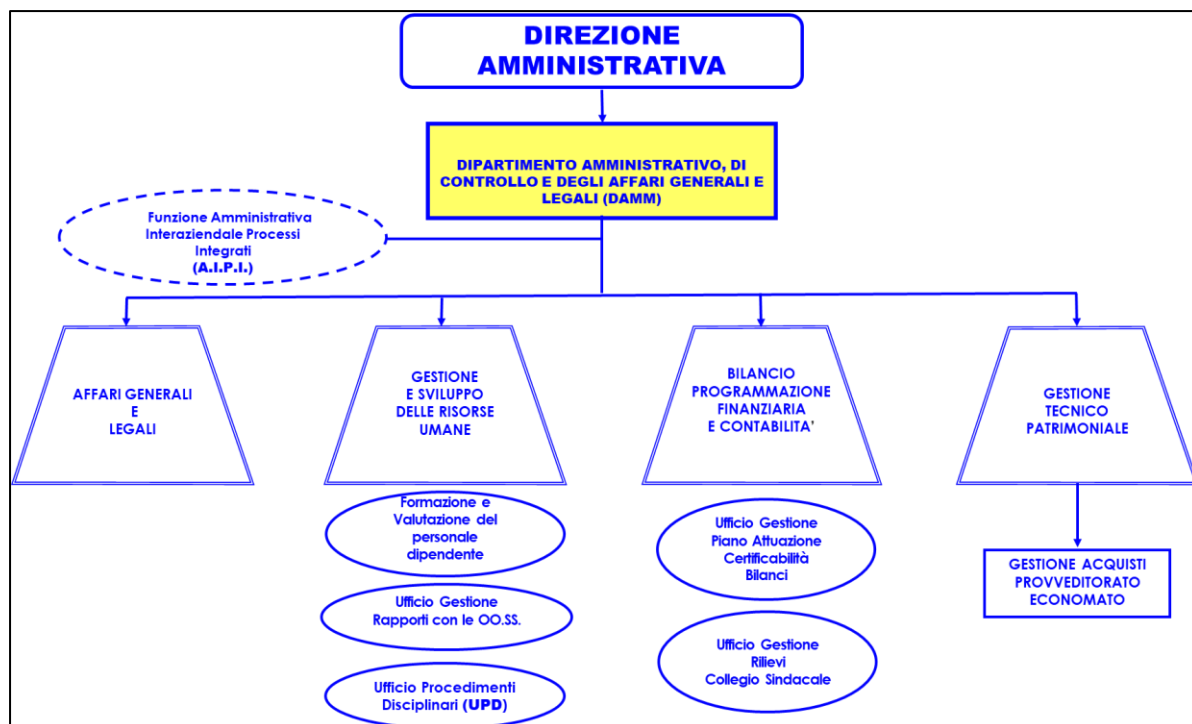 DIREZIONE
AMMINISTRATIVA
DIPARTIMENTO AMMINISTRATIVO, DI
CONTROLLO E DEGLI AFFARI GENERALI E
LEGALI (DAMM)
Funzione Amministrativa
Interaziendale Processi
Integrati
(A.I.P.I.)
AFFARI GENERALI
E
LEGALI
GESTIONE
E SVILUPPO
DELLE RISORSE
UMANE
BILANCIO
PROGRAMMAZIONE
FINANZIARIA
E CONTABILITA'
GESTIONE
TECNICO
PATRIMONIALE
Formazione e
Valutazione del
personale
dipendente
Ufficio Gestione
Rapporti con le OO.SS.
Ufficio Procedimenti
Disciplinari (UPD)
Ufficio Gestione
Piano Attuazione
Certificabilità
Bilanci
Ufficio Gestione
Rilievi
Collegio Sindacale
GESTIONE ACQUISTI
PROVVEDITORATO
ECONOMATO